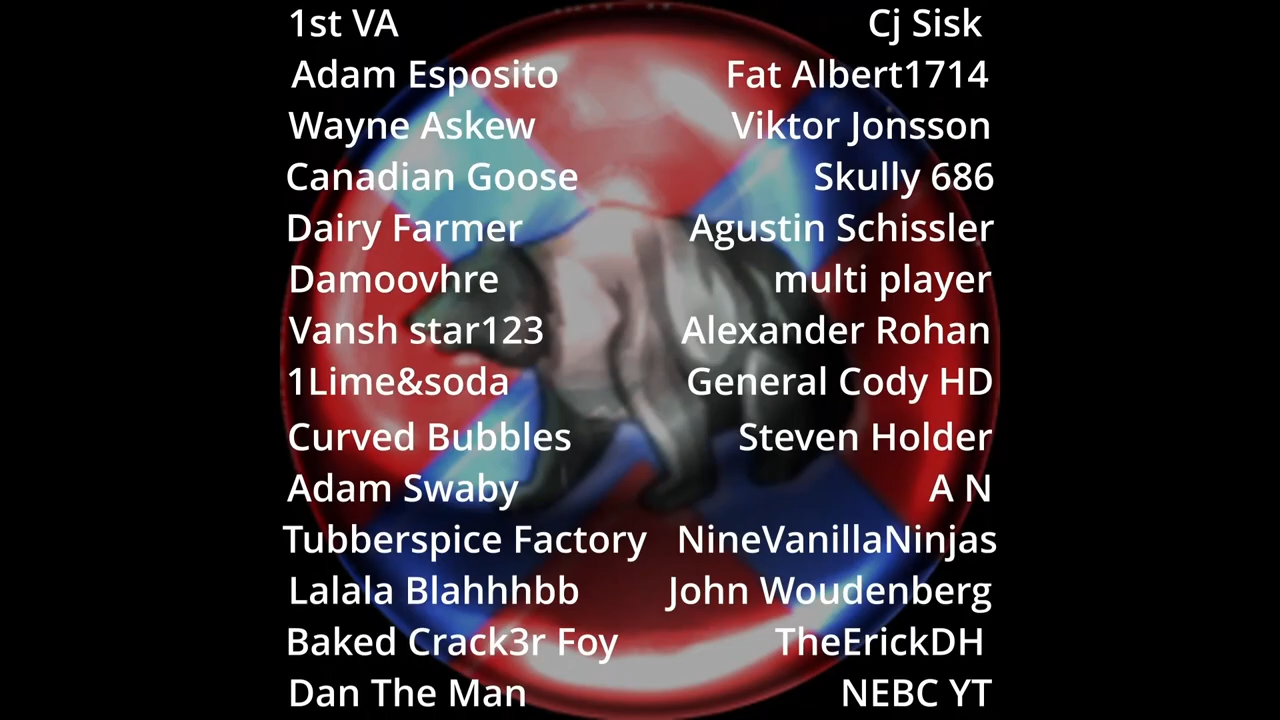 1st VA Cj Sisk
Adam Esposito Fat Albert1714
Wayne Askew Viktor Jonsson
Canadian Goose Skully 686
Dairy Farmer Agustin Schissler
Damoovhre multi player
Vansh star123 Alexander Rohan
1Lime&soda General Cody HD
Curved Bubbles Steven Holder
Adam Swaby A N
Tubberspice Factory NineVanillaNinjas
Lalala Blahhhbb John Woudenberg
Baked Crack3r Foy TheErickDH
Dan The Man NEBC YT